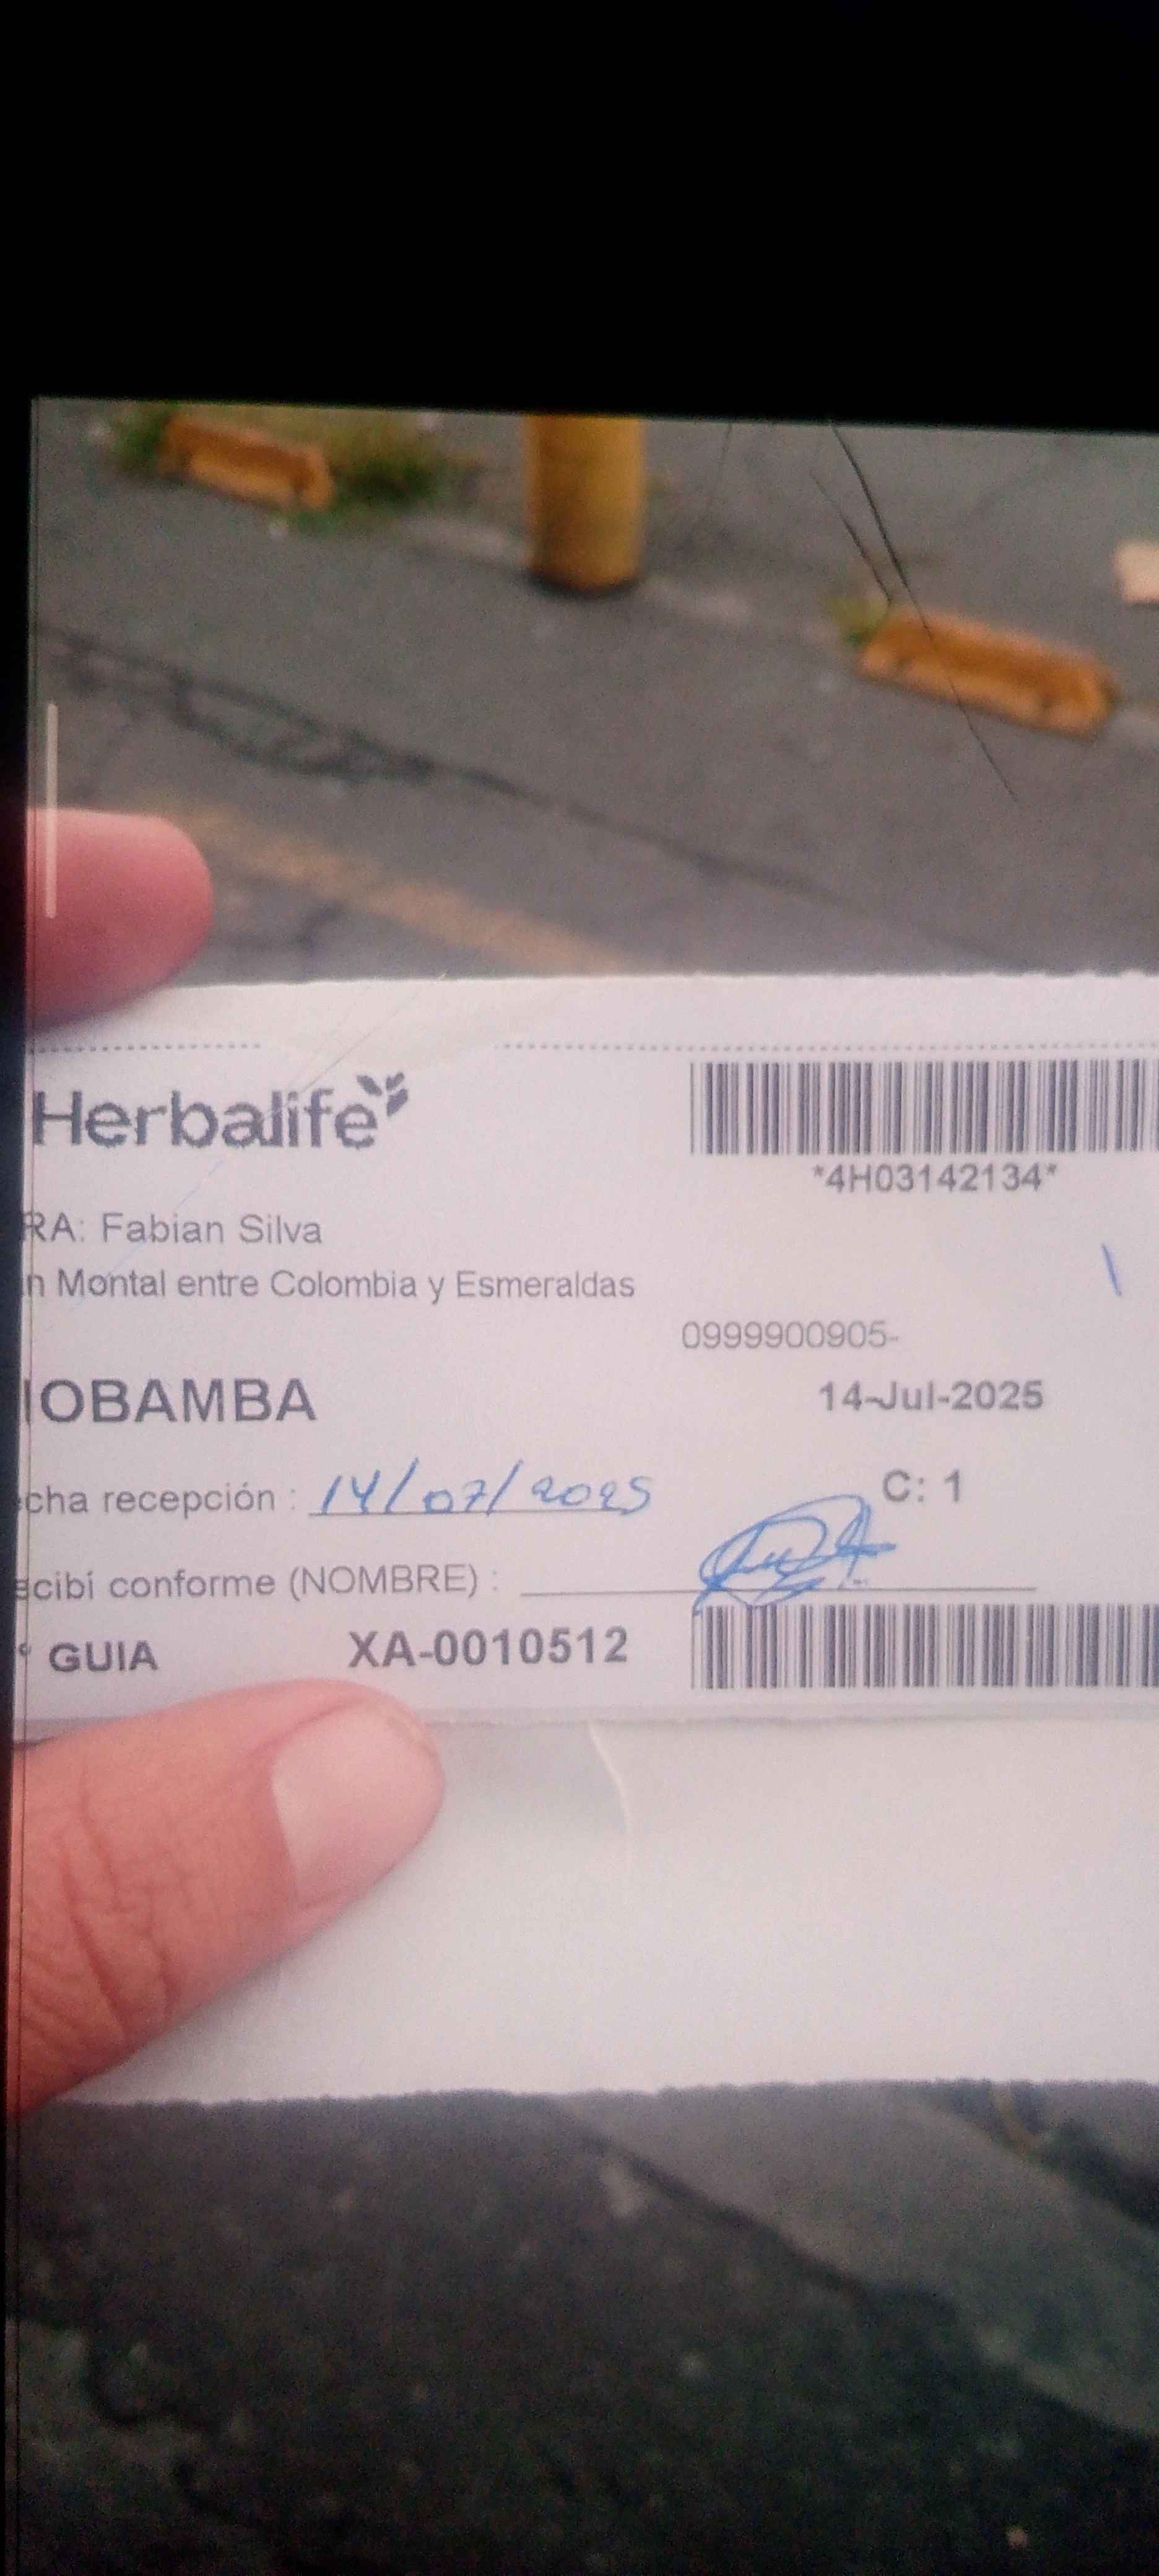 Herbalife
*4H03142134*
RA: Fabian Silva
n Montal entre Colombia y Esmeraldas
0999900905-
IOBAMBA
14-Jul-2025
cha recepción : 14/07/2025
C: 1
cibí conforme (NOMBRE) :
° GUIA XA-0010512